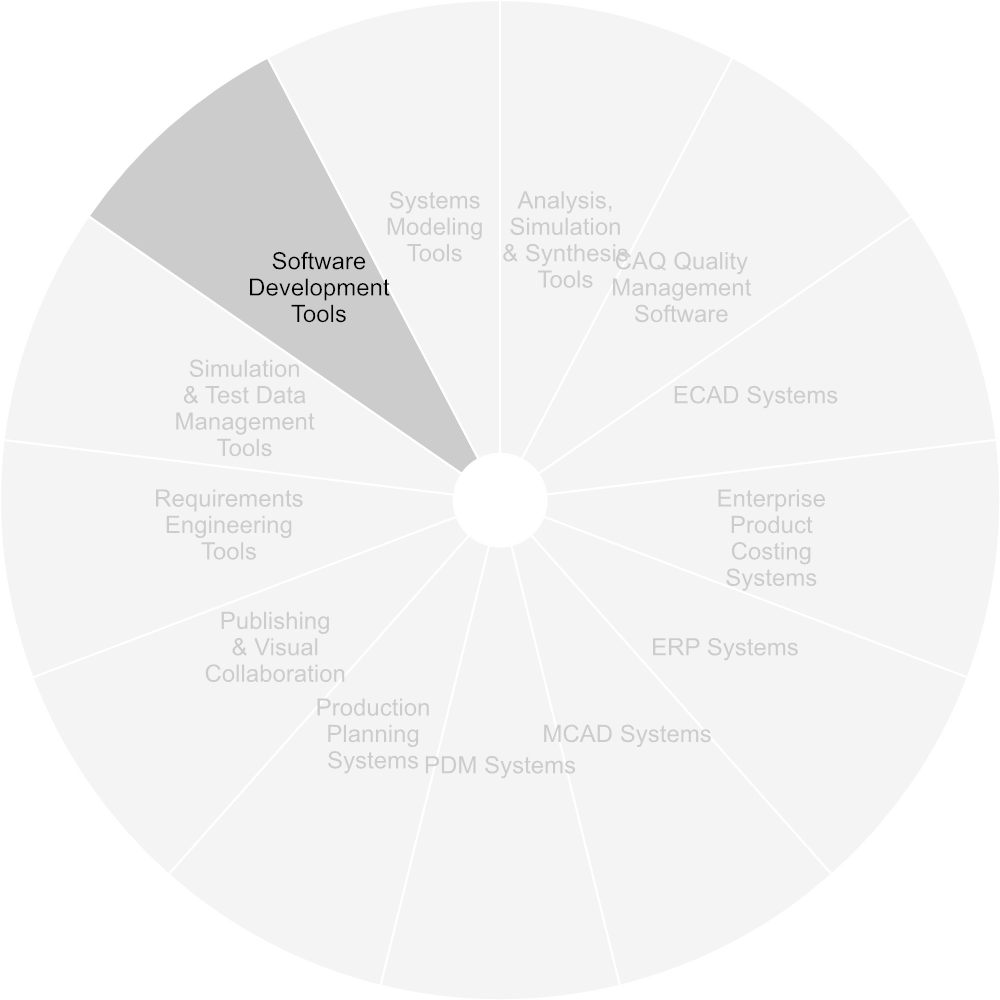 Systems
Modeling
Tools
Analysis,
Simulation
& Synthesis
Tools
CAQ Quality
Management
Software
ECAD Systems
Enterprise
Product
Costing
Systems
ERP Systems
MCAD Systems
PDM Systems
Production
Planning
Systems
Publishing
& Visual
Collaboration
Requirements
Engineering
Tools
Simulation
& Test Data
Management
Tools
Software
Development
Tools